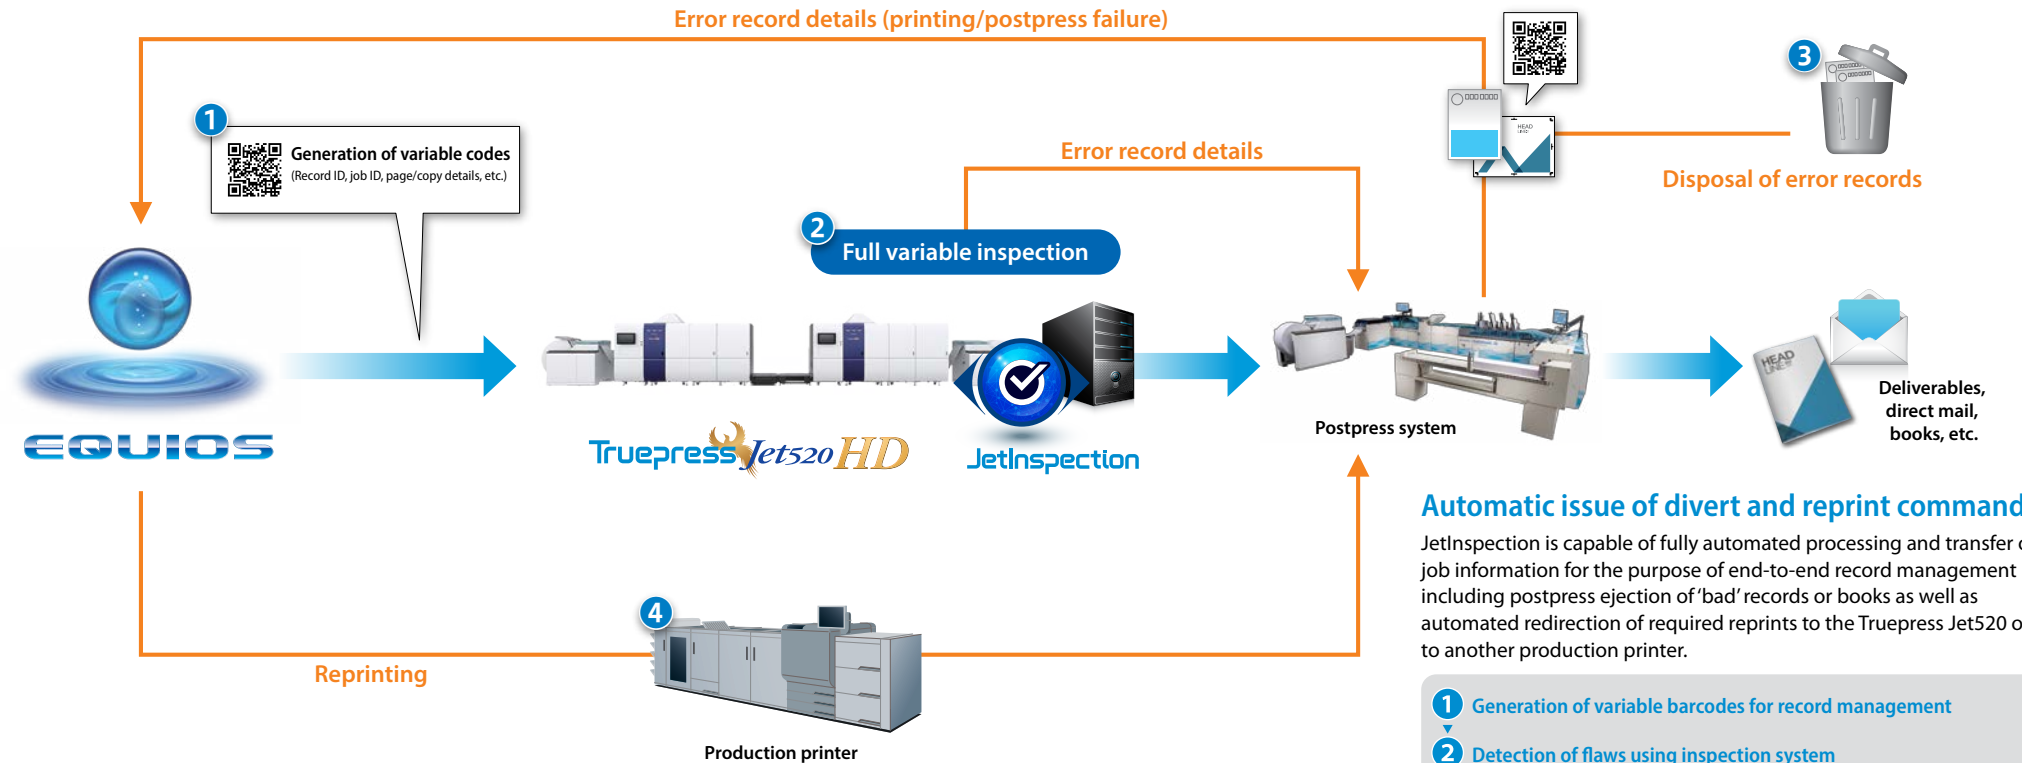 Error record details (printing/postpress failure)
1
Generation of variable codes
(Record ID, job ID, page/copy details, etc.)
2
Full variable inspection
Error record details
HEAD
3
Disposal of error records
EQUIOS
Truepress Jet520 HD
JetInspection
Postpress system
HEAD
LINE
Deliverables,
direct mail,
books, etc.
Reprinting
4
Production printer
Automatic issue of divert and reprint command
JetInspection is capable of fully automated processing and transfer
job information for the purpose of end-to-end record management
including postpress ejection of ‘bad’ records or books as well as
automated redirection of required reprints to the Truepress Jet520
to another production printer.
1 Generation of variable barcodes for record management
2 Detection of flaws using inspection system